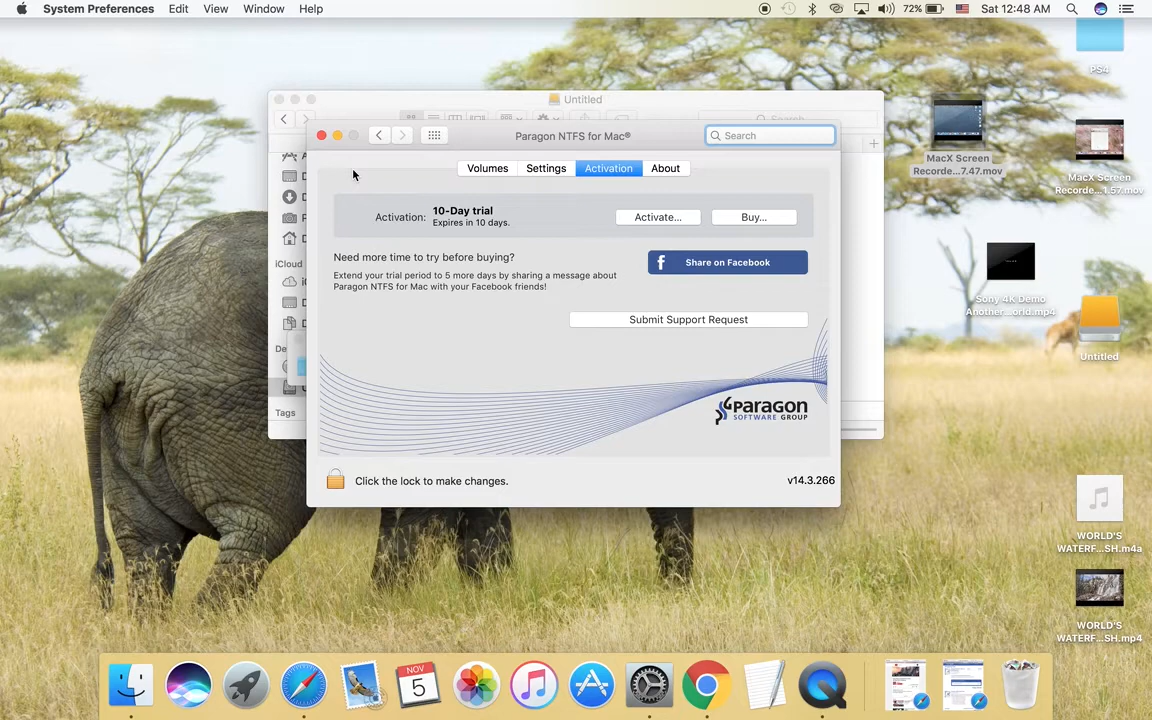 System Preferences Edit View Window Help
72% Sat 12:48 AM
PS4
Untitled
Search
MacX Screen
Recorde...7.47.mov
MacX Screen
Recorde...1.57.mov
Paragon NTFS for Mac®
Search
Volumes Settings Activation About
Activation: 10-Day trial
Expires in 10 days.
Activate... Buy...
Need more time to try before buying?
Extend your trial period to 5 more days by sharing a message about
Paragon NTFS for Mac with your Facebook friends!
f Share on Facebook
Submit Support Request
Paragon
SOFTWARE GROUP
Click the lock to make changes.
v14.3.266
iCloud
Tags
Sony 4K Demo
Another...orld.mp4
Untitled
WORLD'S
WATERF...SH.m4a
WORLD'S
WATERF...SH.mp4
NOV
5